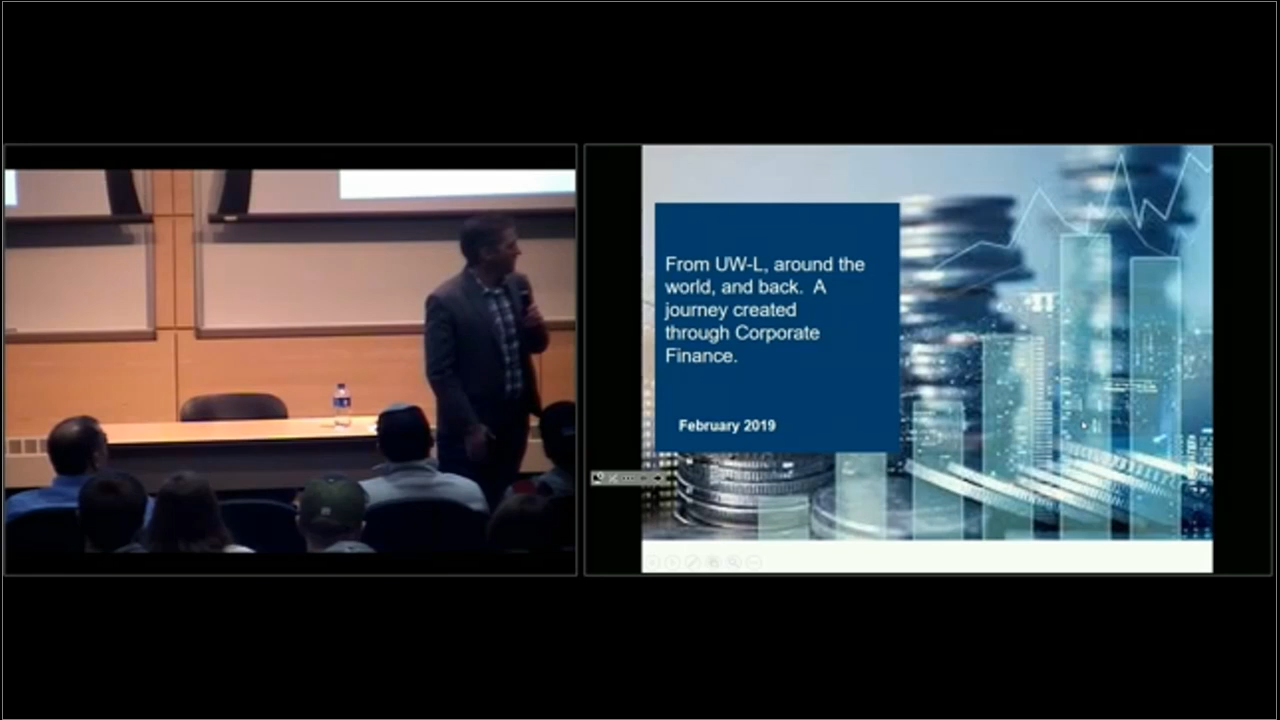 From UW-L, around the
world, and back.  A
journey created
through Corporate
Finance.
February 2019